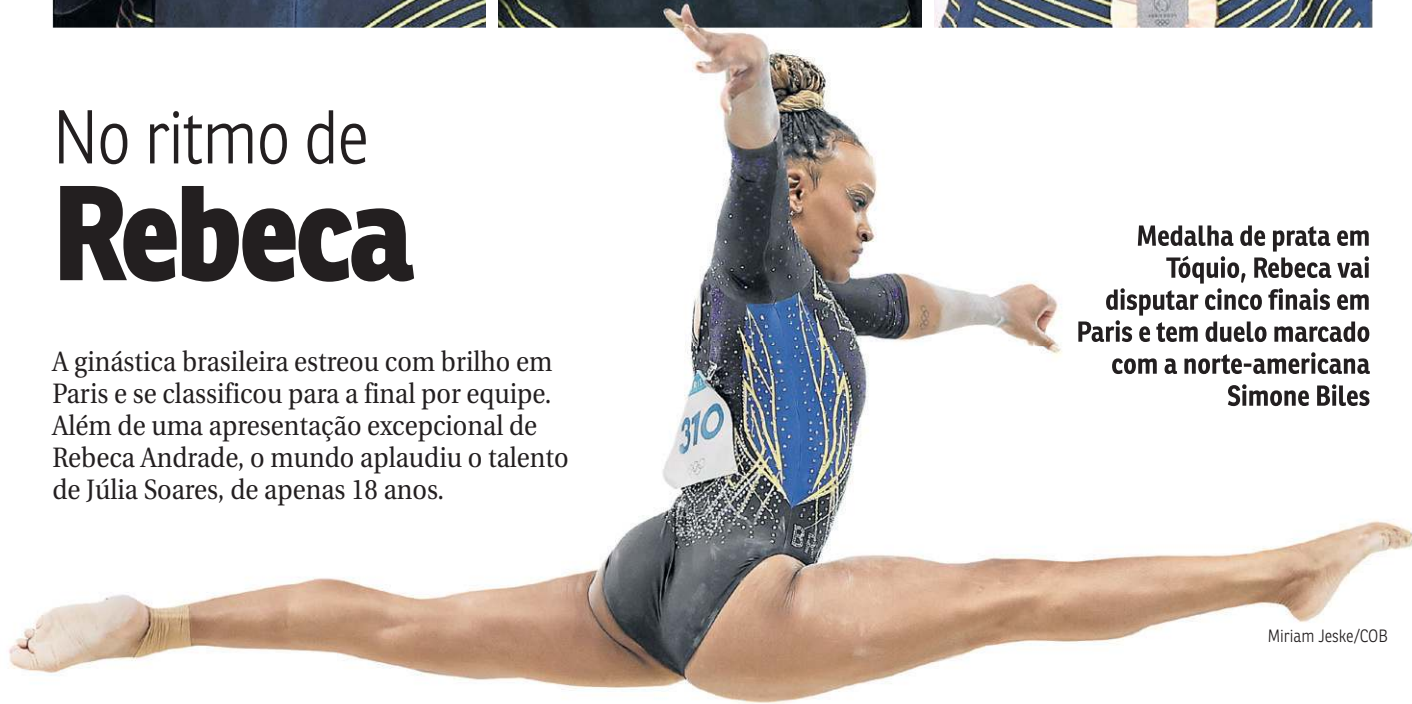 No ritmo de
Rebeca
A ginástica brasileira estreou com brilho em
Paris e se classificou para a final por equipe.
Além de uma apresentação excepcional de
Rebeca Andrade, o mundo aplaudiu o talento
de Júlia Soares, de apenas 18 anos.
Medalha de prata em
Tóquio, Rebeca vai
disputar cinco finais em
Paris e tem duelo marcado
com a norte-americana
Simone Biles
310
Miriam Jeske/COB